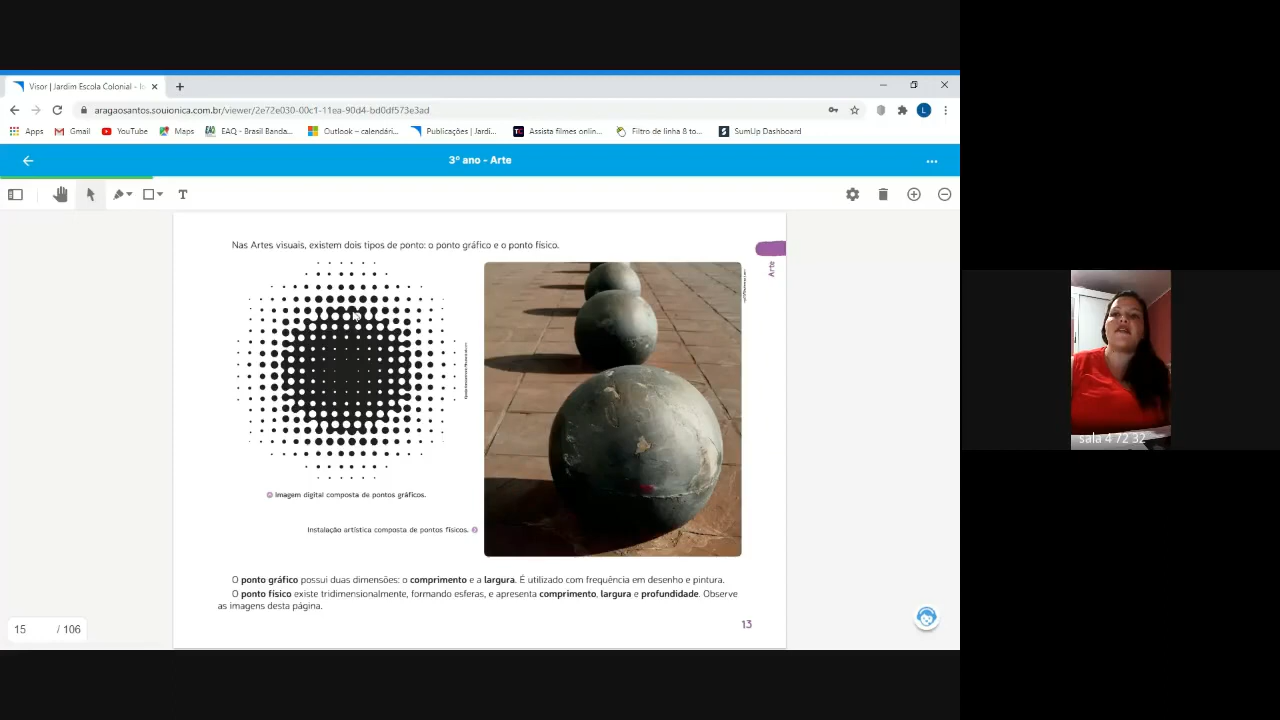 Visor | Jardim Escola Colonial - Io
aragaosantos.souionica.com.br/viewer/2e72e030-00c1-11ea-90d4-bd0df573e3ad
L
Apps Gmail YouTube Maps EAQ - Brasil Banda... Outlook – calendári... Publicações | Jardi... Assista filmes onlin... Filtro de linha 8 to... SumUp Dashboard
3º ano - Arte
T
Nas Artes visuais, existem dois tipos de ponto: o ponto gráfico e o ponto físico.
Arte
Imagem digital composta de pontos gráficos.
Instalação artística composta de pontos físicos.
O ponto gráfico possui duas dimensões: o comprimento e a largura. É utilizado com frequência em desenho e pintura.
O ponto físico existe tridimensionalmente, formando esferas, e apresenta comprimento, largura e profundidade. Observe
as imagens desta página.
13
15 / 106
sala 4 72 32